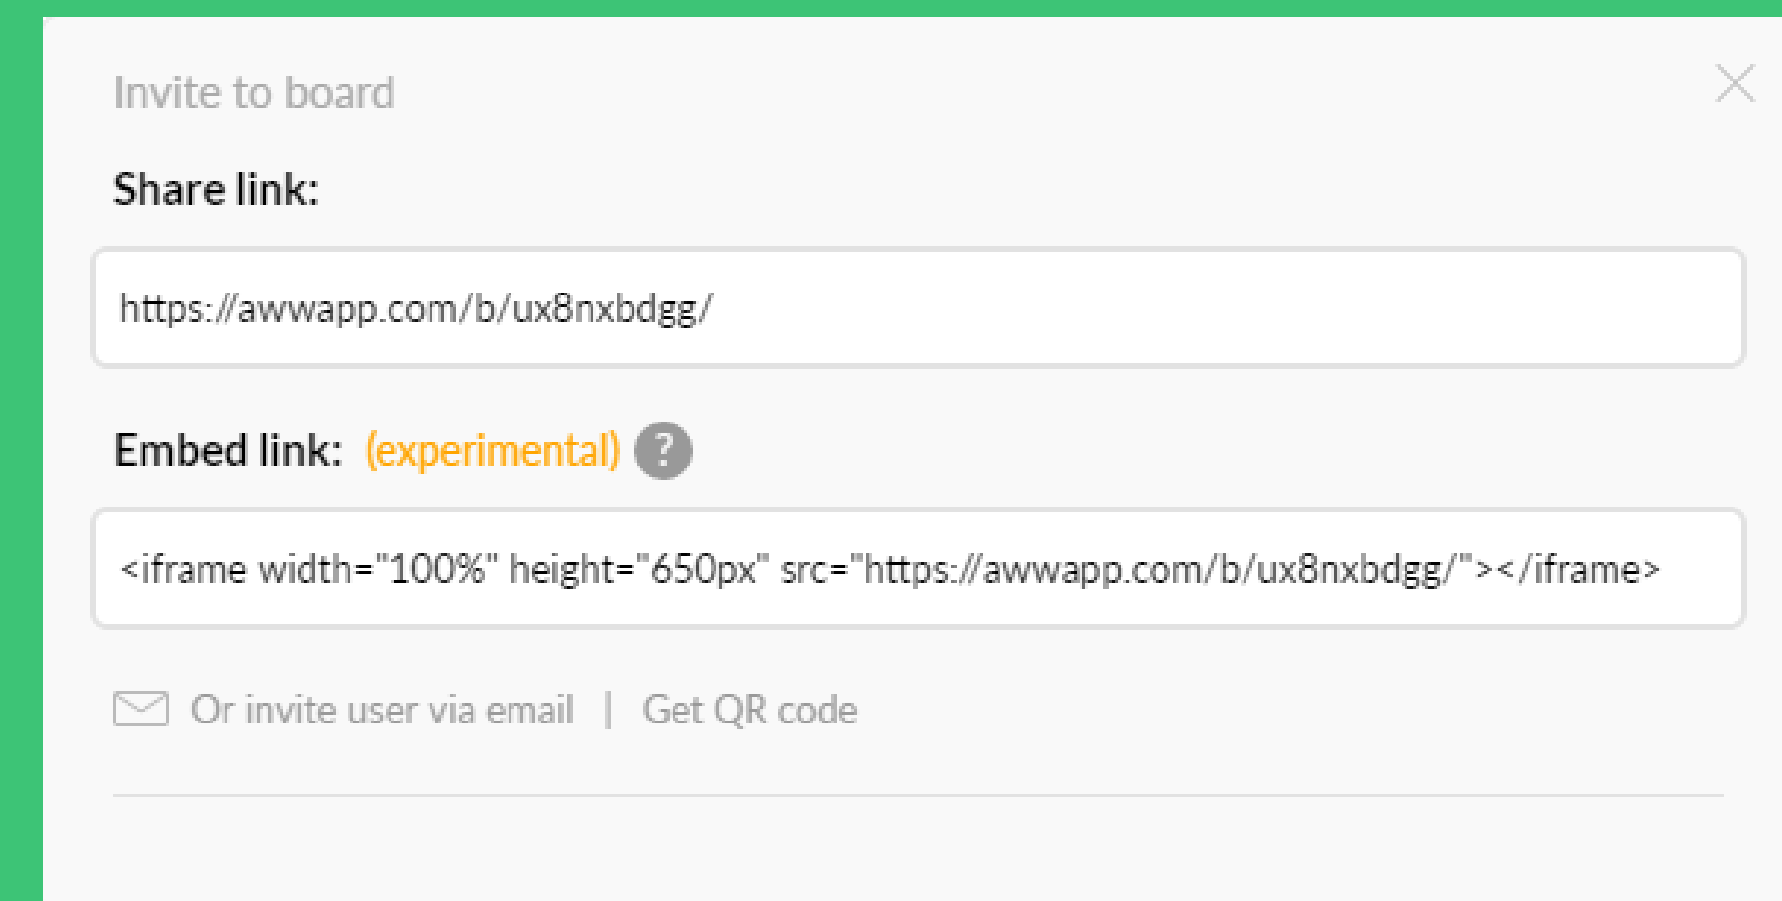 Invite to board
Share link:
https://awwapp.com/b/ux8nxbdgg/
Embed link: (experimental) ?
<iframe width="100%" height="650px" src="https://awwapp.com/b/ux8nxbdgg/"></iframe>
Or invite user via email | Get QR code